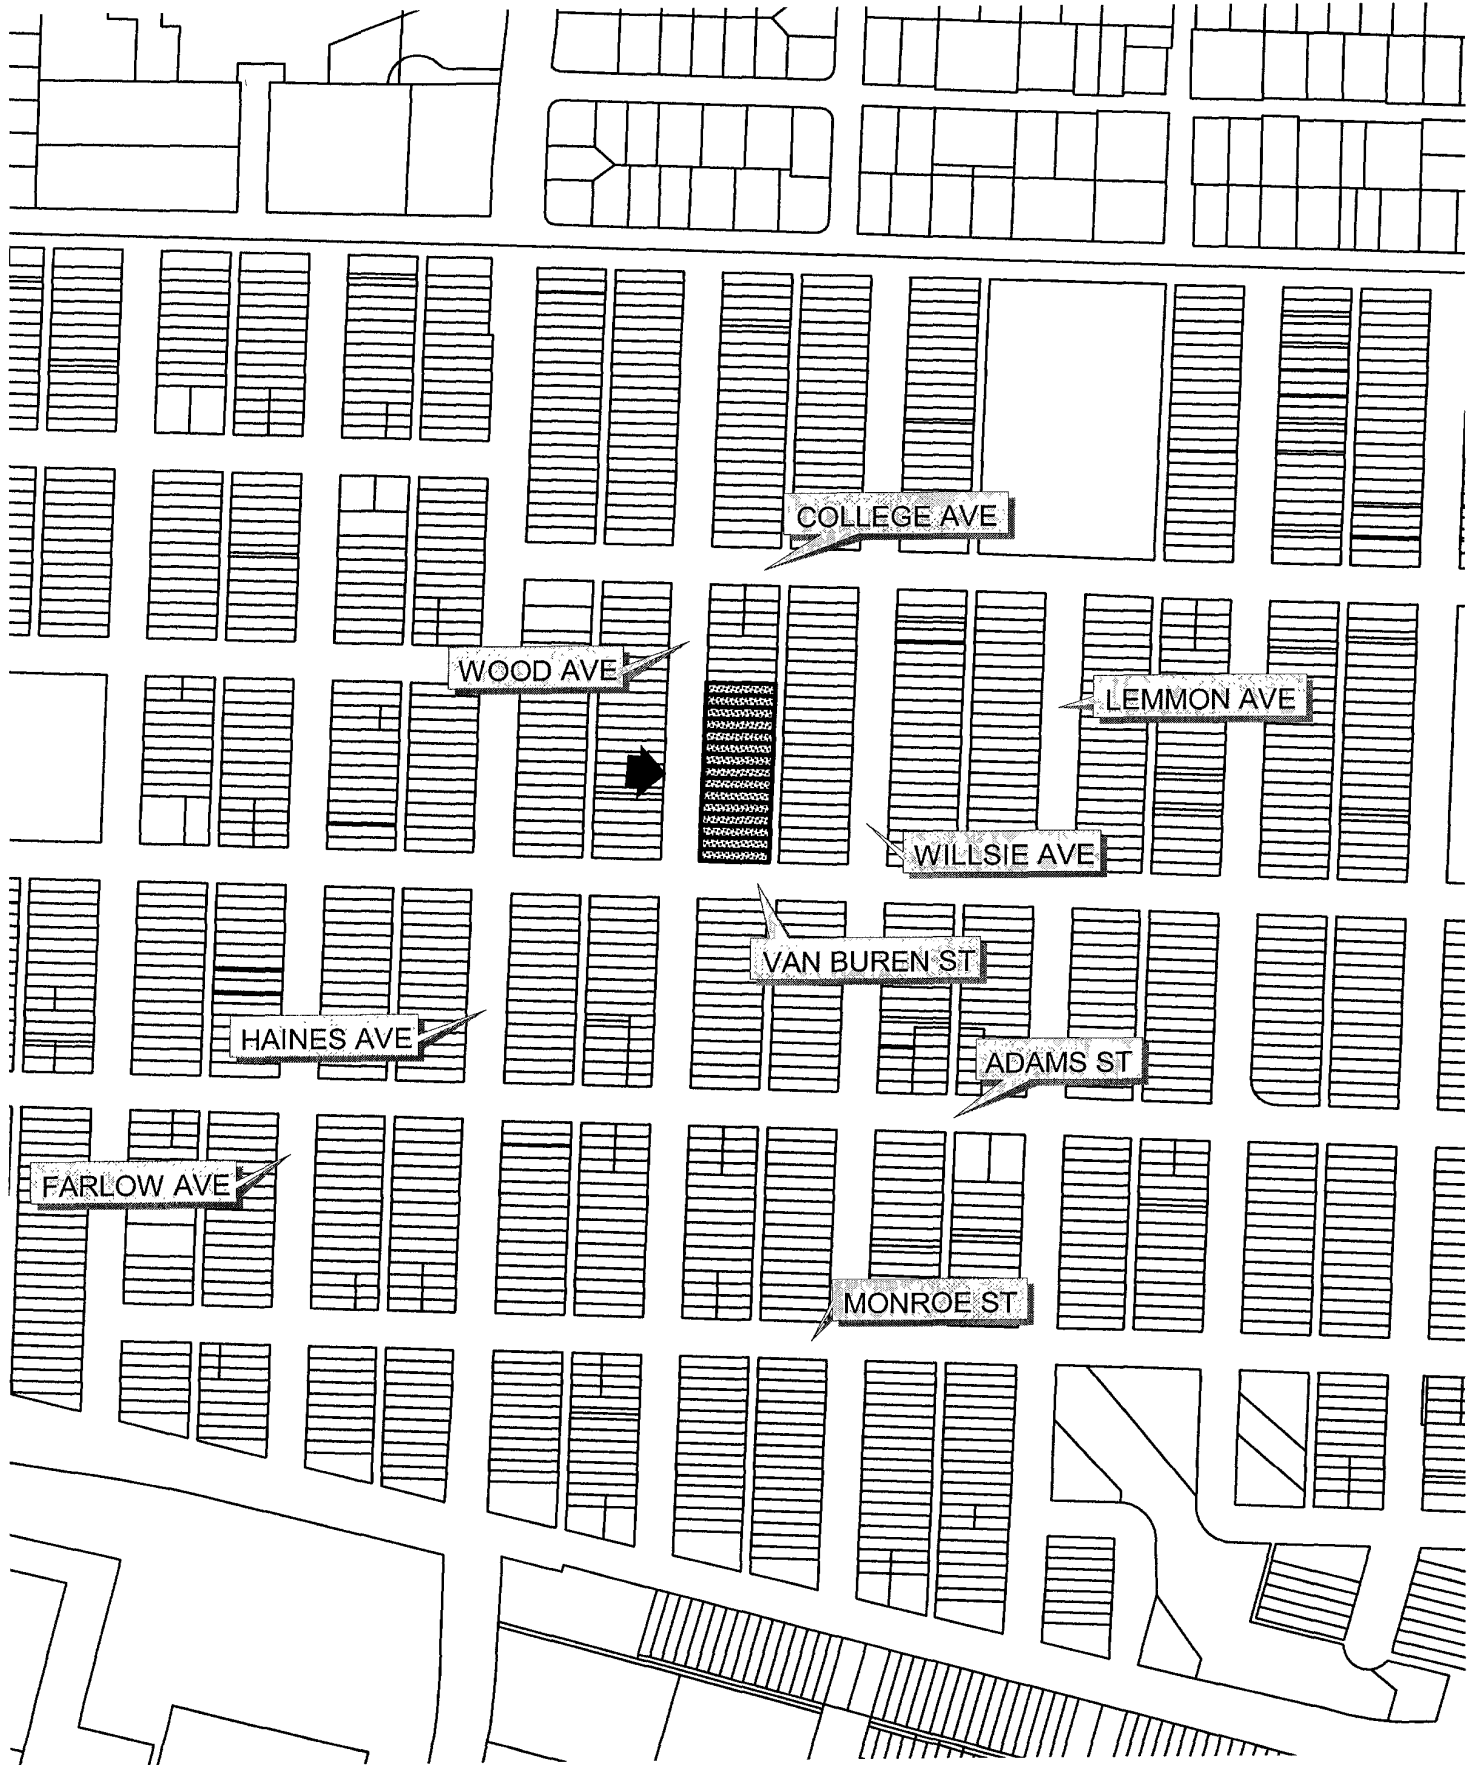 COLLEGE AVE
WOOD AVE
LEMMON AVE
WILLSIE AVE
VAN BUREN ST
HAINES AVE
ADAMS ST
FARLOW AVE
MONROE ST